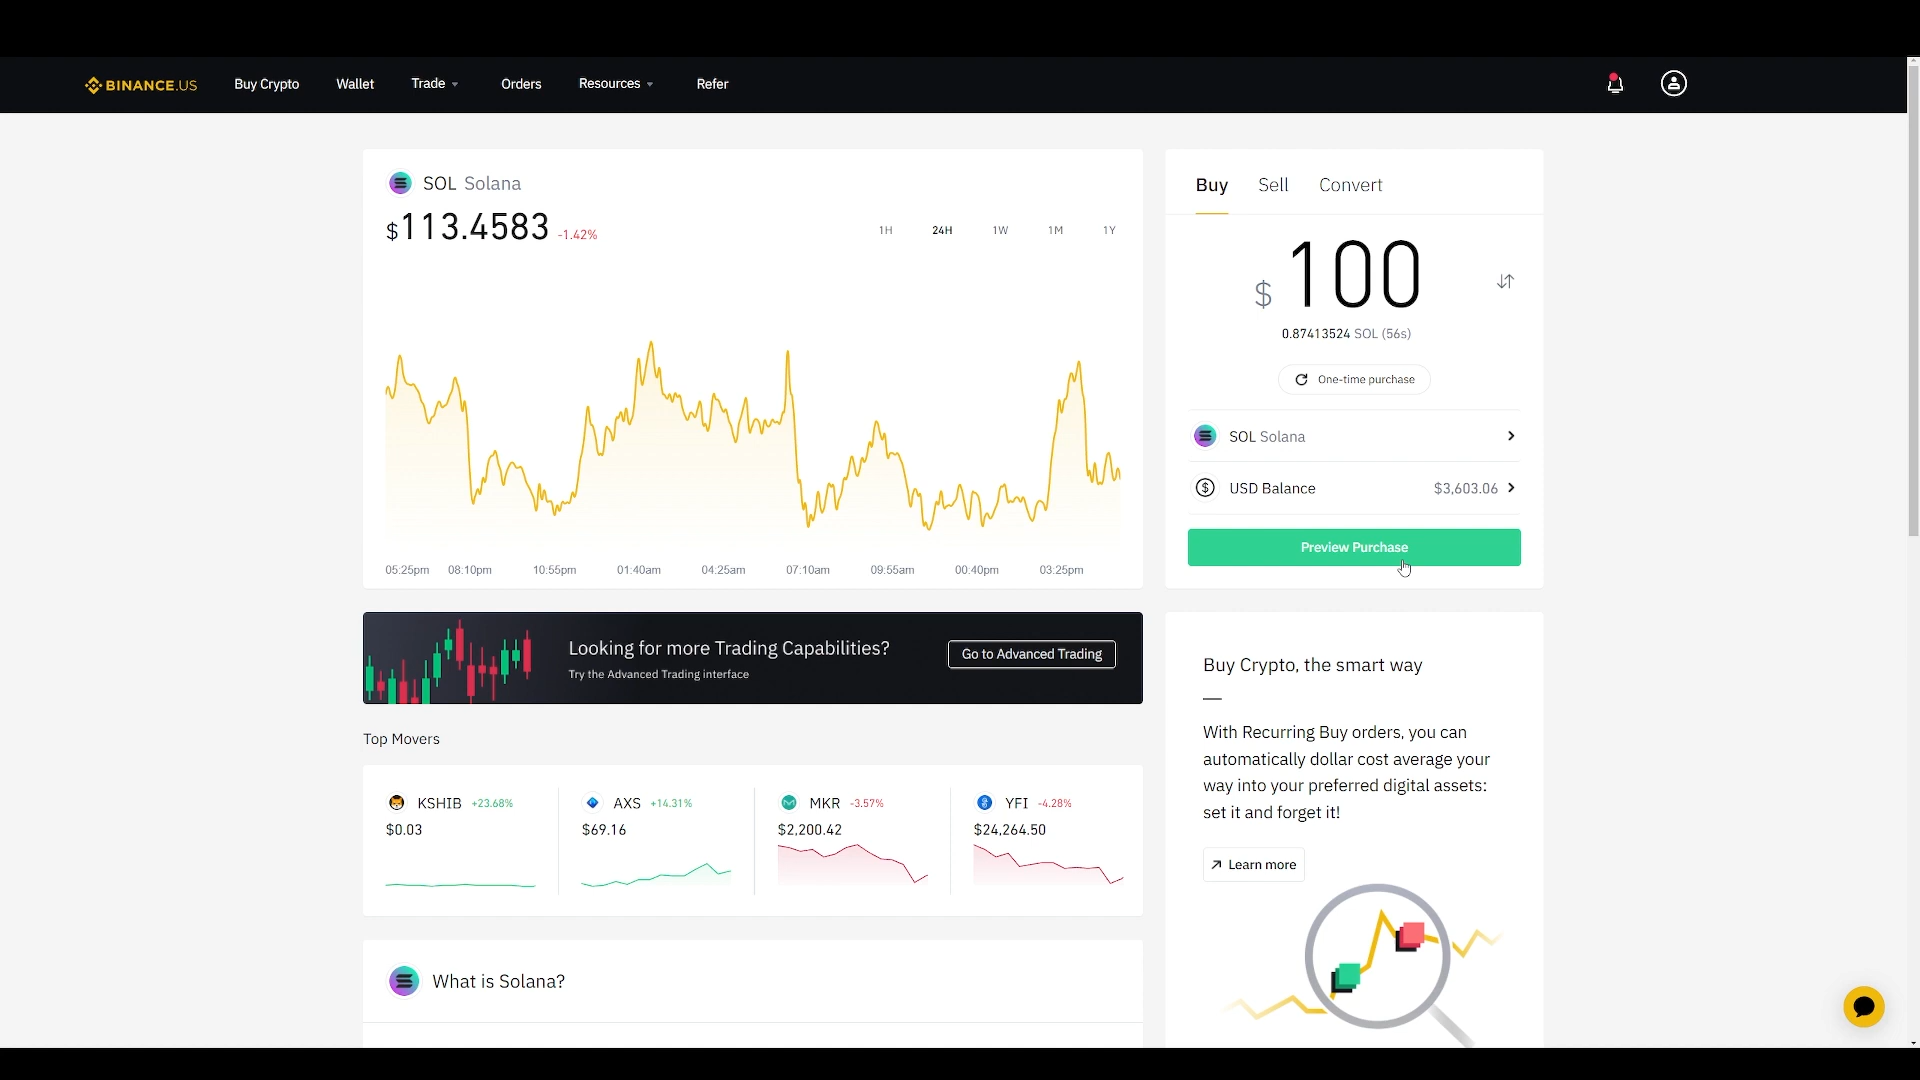 BINANCE.US
Buy Crypto
Wallet
Trade
Orders
Resources
Refer
SOL Solana
$113.4583 -1.42%
1H 24H 1W 1M 1Y
05:25pm 08:10pm 10:55pm 01:40am 04:25am 07:10am 09:55am 00:40pm 03:25pm
Buy Sell Convert
$ 100
0.87413524 SOL (56s)
One-time purchase
SOL Solana
USD Balance $3,603.06
Preview Purchase
Looking for more Trading Capabilities?
Try the Advanced Trading interface
Go to Advanced Trading
Top Movers
KSHIB +23.68%
$0.03
AXS +14.31%
$69.16
MKR -3.57%
$2,200.42
YFI -4.28%
$24,264.50
What is Solana?
Buy Crypto, the smart way
With Recurring Buy orders, you can
automatically dollar cost average your
way into your preferred digital assets:
set it and forget it!
Learn more